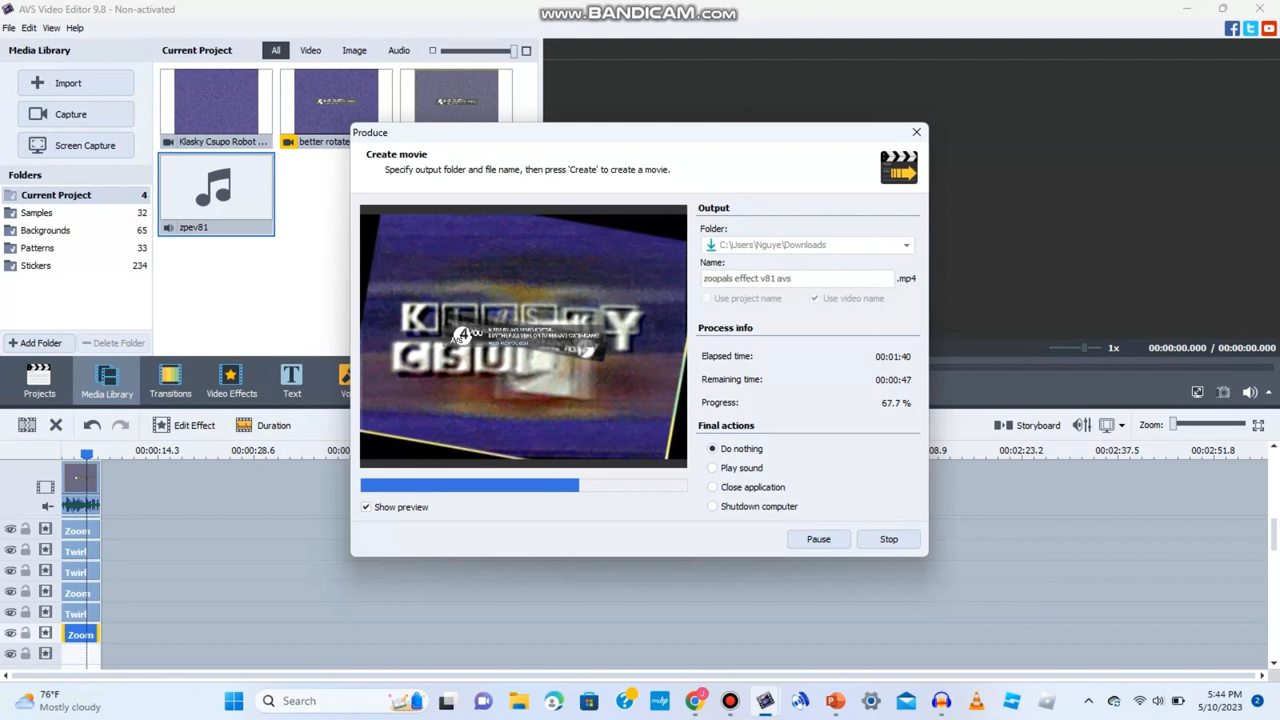 AVS Video Editor 9.8 - Non-activated
www.BANDICAM.com
File Edit View Help
Media Library
Current Project
All Video Image Audio
Import
Capture
Screen Capture
Klasky Csupo Robot ...
better rotate
zpev81
Folders
Current Project 4
Samples 32
Backgrounds 65
Patterns 33
Stickers 234
Add Folder Delete Folder
Produce
Create movie
Specify output folder and file name, then press 'Create' to create a movie.
KLASKY
CSUPO
Output
Folder:
C:\Users\Nguye\Downloads
Name:
zoopals effect v81 avs .mp4
Use project name Use video name
Process info
Elapsed time: 00:01:40
Remaining time: 00:00:47
Progress: 67.7 %
Final actions
Do nothing
Play sound
Close application
Shutdown computer
Show preview
Pause Stop
1x 00:00:00.000 / 00:00:00.000
Projects Media Library Transitions Video Effects Text
Edit Effect Duration
Storyboard Zoom:
00:00:14.3 00:00:28.6 00:02:23.2 00:02:37.5 00:02:51.8
Zoom
Twirl
Twirl
Zoom
Twirl
Zoom
76°F
Mostly cloudy
Search
5:44 PM
5/10/2023
2